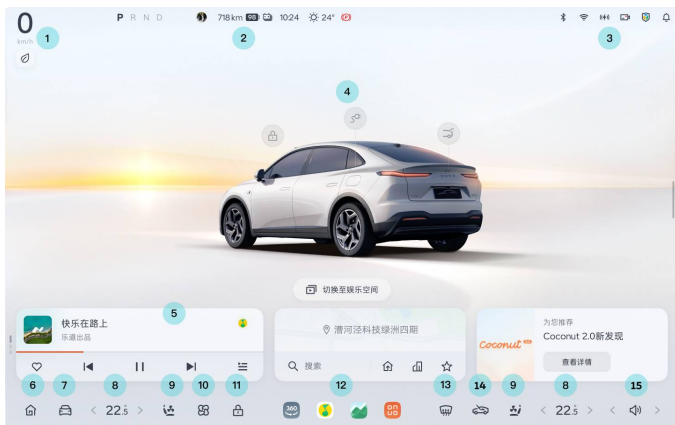 0
km/h
P R N D
718 km 98 10:24 24° P
1
2
3
4
切换至娱乐空间
5
快乐在路上
乐道出品
漕河泾科技绿洲四期
搜索
为您推荐
Coconut 2.0新发现
Coconut
查看详情
6 7 8 9 10 11 12 13 14 9 8 15
22.5
360
22.5